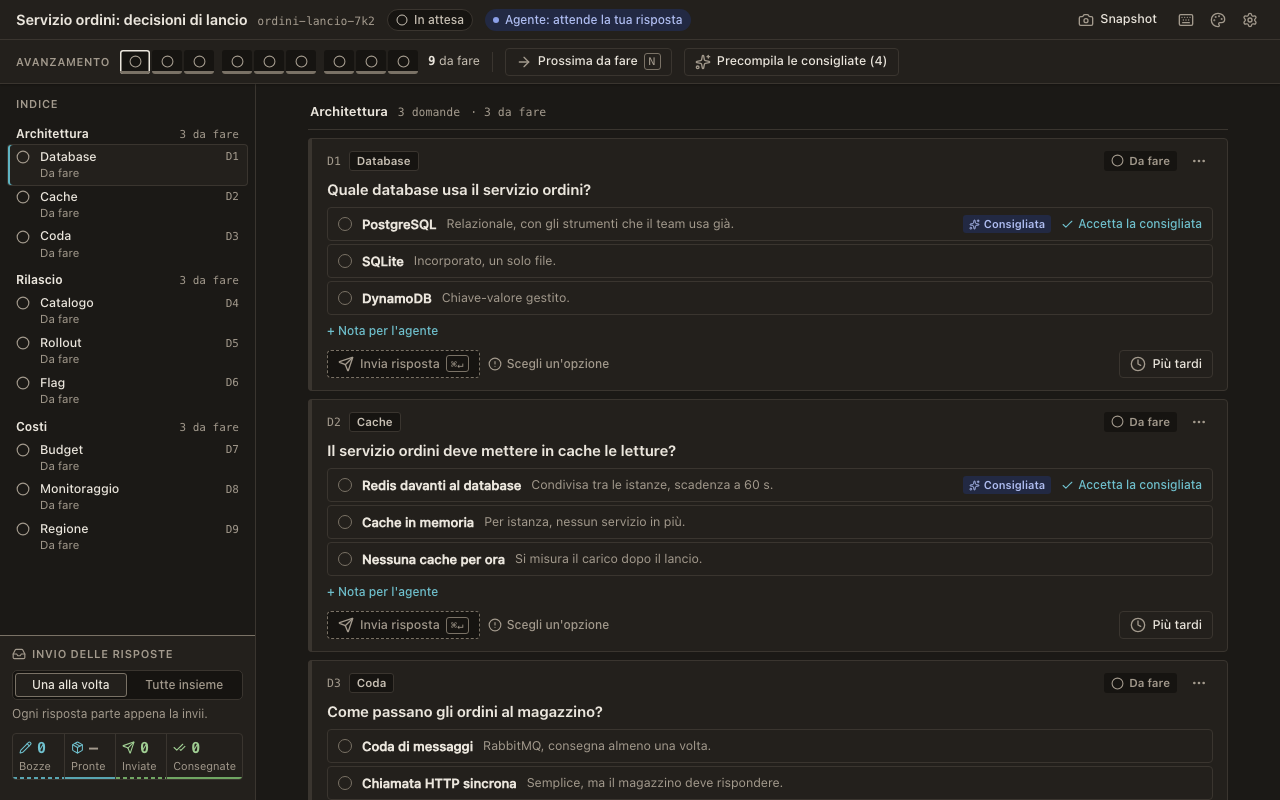 Servizio ordini: decisioni di lancio ordini-lancio-7k2 In attesa Agente: attende la tua risposta Snapshot
AVANZAMENTO 9 da fare Prossima da fare N Precompila le consigliate (4)
INDICE
Architettura 3 da fare
Database D1
Da fare
Cache D2
Da fare
Coda D3
Da fare
Rilascio 3 da fare
Catalogo D4
Da fare
Rollout D5
Da fare
Flag D6
Da fare
Costi 3 da fare
Budget D7
Da fare
Monitoraggio D8
Da fare
Regione D9
Da fare
INVIO DELLE RISPOSTE
Una alla volta Tutte insieme
Ogni risposta parte appena la invii.
0 — 0 0
Bozze Pronte Inviate Consegnate
Architettura 3 domande · 3 da fare
D1 Database Da fare
Quale database usa il servizio ordini?
PostgreSQL Relazionale, con gli strumenti che il team usa già. Consigliata Accetta la consigliata
SQLite Incorporato, un solo file.
DynamoDB Chiave-valore gestito.
+ Nota per l'agente
Invia risposta ⌘↵ Scegli un'opzione Più tardi
D2 Cache Da fare
Il servizio ordini deve mettere in cache le letture?
Redis davanti al database Condivisa tra le istanze, scadenza a 60 s. Consigliata Accetta la consigliata
Cache in memoria Per istanza, nessun servizio in più.
Nessuna cache per ora Si misura il carico dopo il lancio.
+ Nota per l'agente
Invia risposta ⌘↵ Scegli un'opzione Più tardi
D3 Coda Da fare
Come passano gli ordini al magazzino?
Coda di messaggi RabbitMQ, consegna almeno una volta.
Chiamata HTTP sincrona Semplice, ma il magazzino deve rispondere.